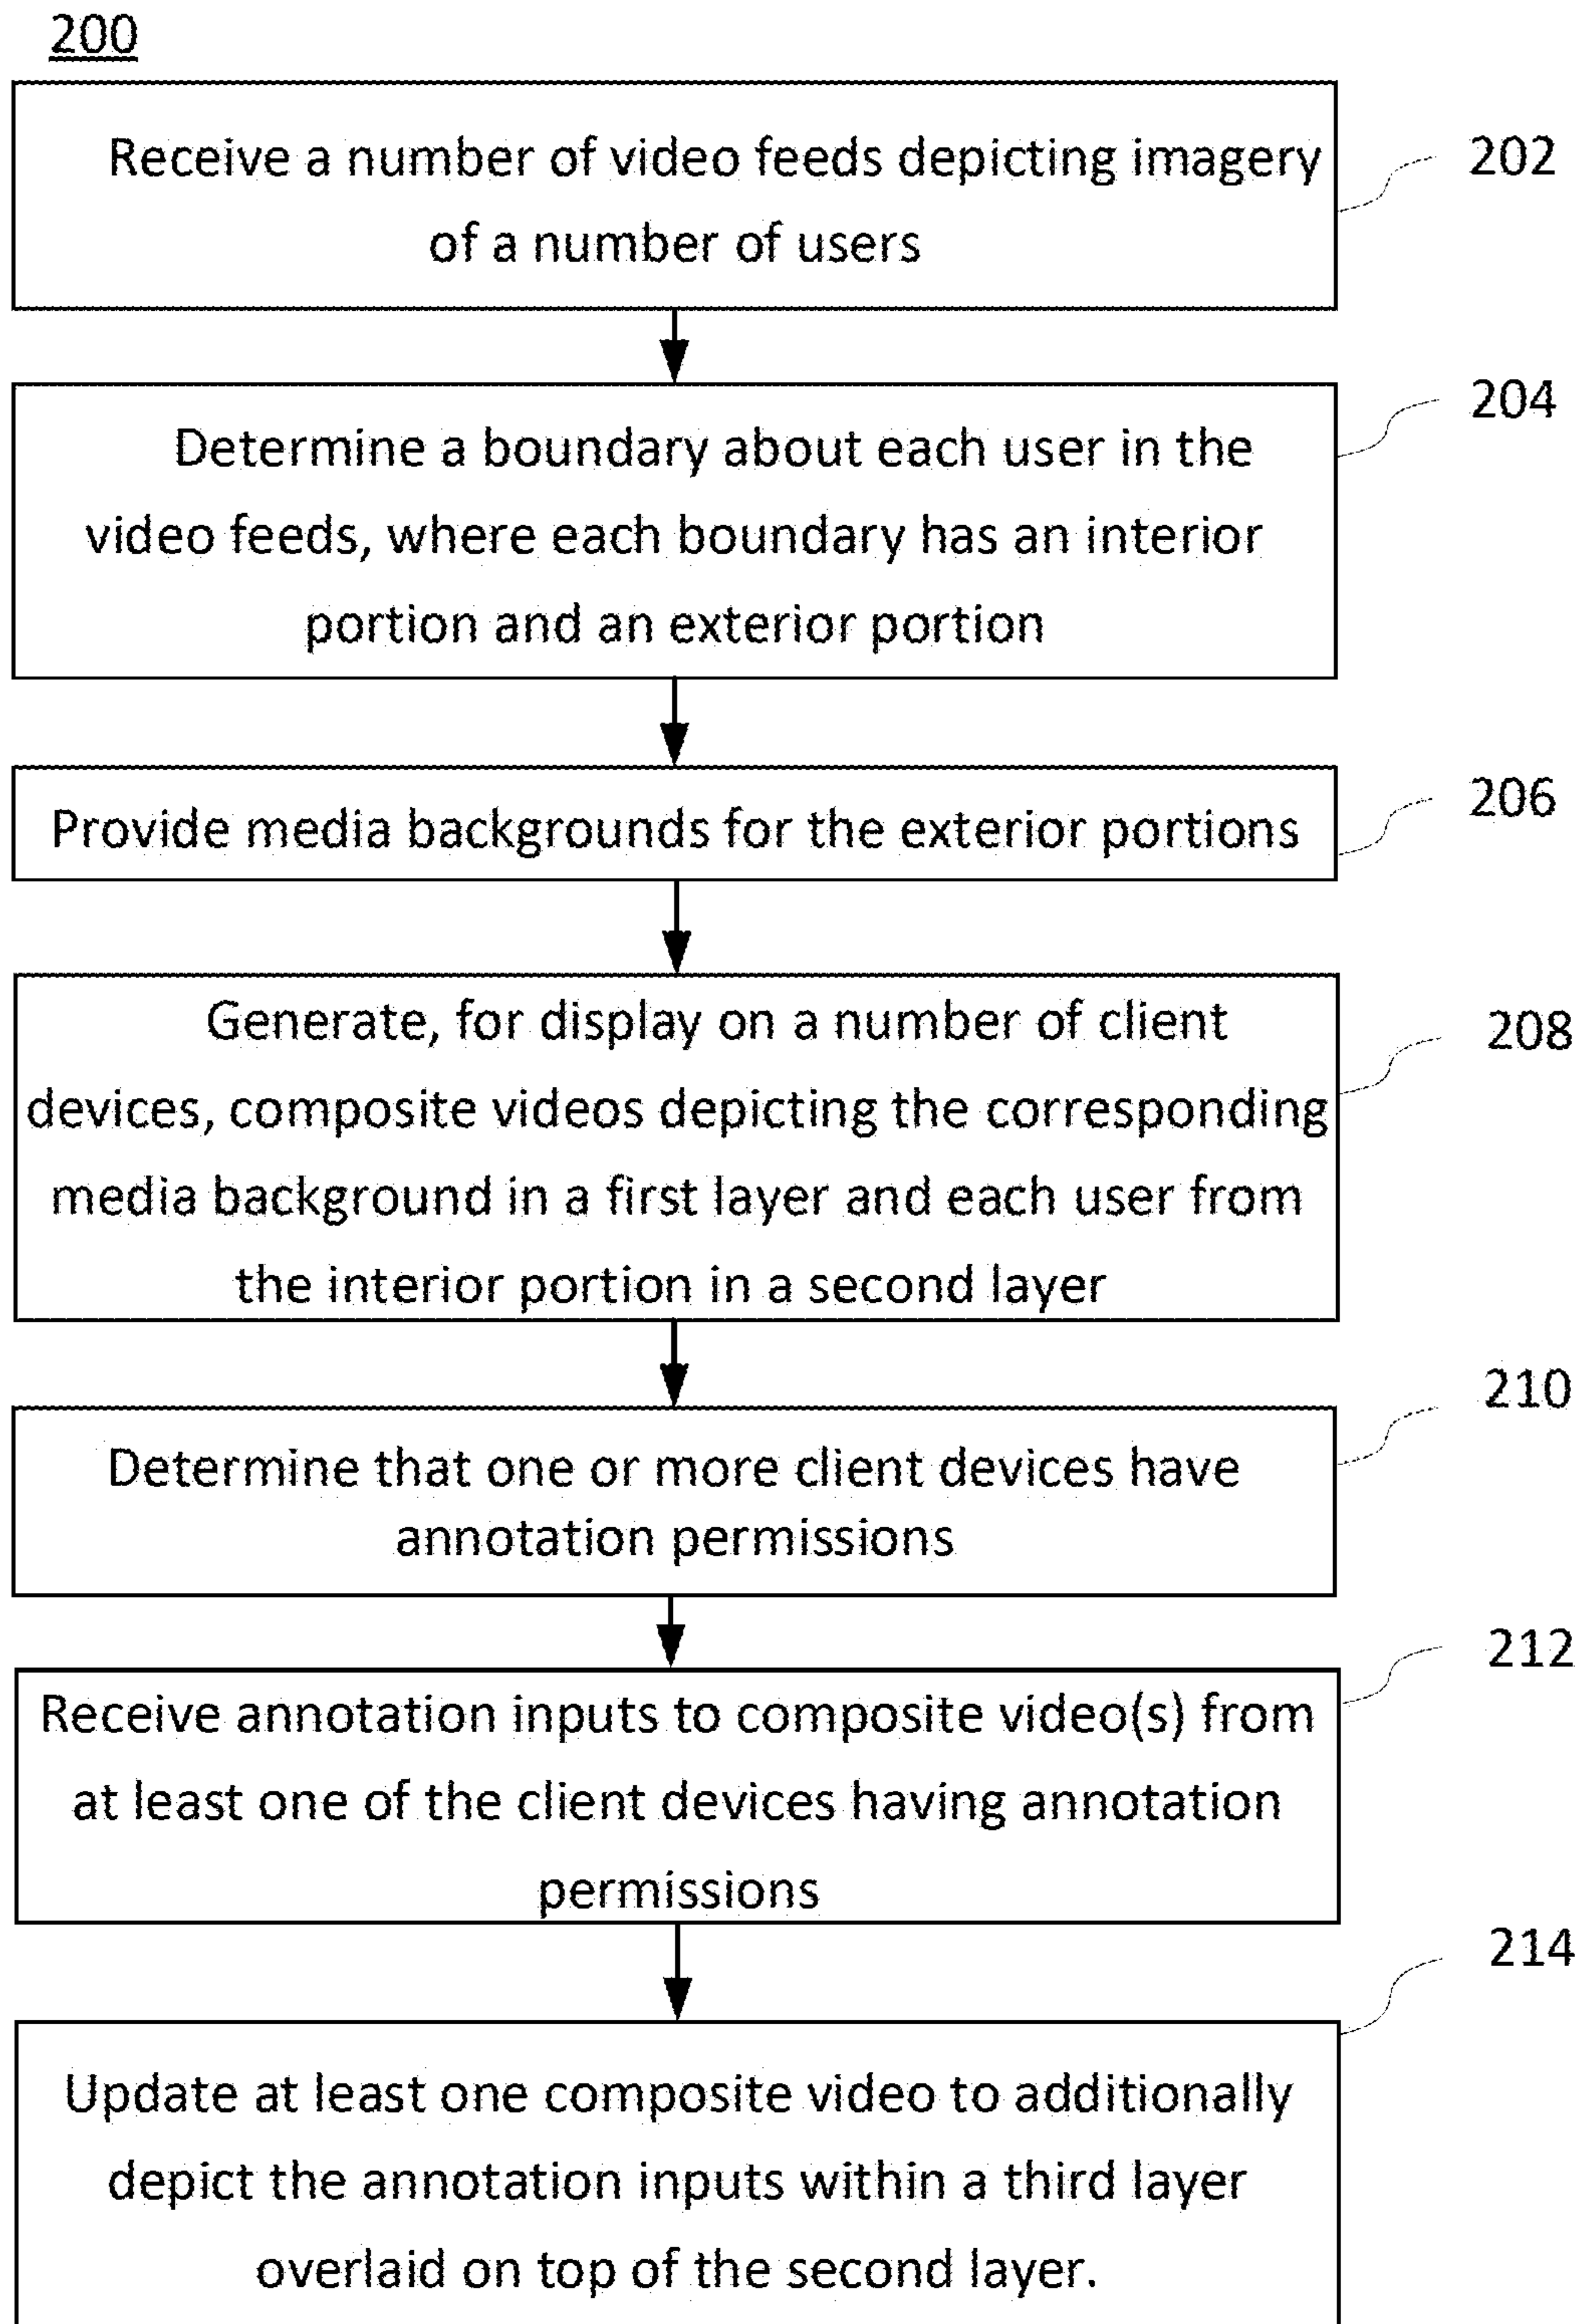 200
Receive a number of video feeds depicting imagery
of a number of users
202
Determine a boundary about each user in the
video feeds, where each boundary has an interior
portion and an exterior portion
204
Provide media backgrounds for the exterior portions
206
Generate, for display on a number of client
devices, composite videos depicting the corresponding
media background in a first layer and each user from
the interior portion in a second layer
208
Determine that one or more client devices have
annotation permissions
210
Receive annotation inputs to composite video(s) from
at least one of the client devices having annotation
permissions
212
Update at least one composite video to additionally
depict the annotation inputs within a third layer
overlaid on top of the second layer.
214